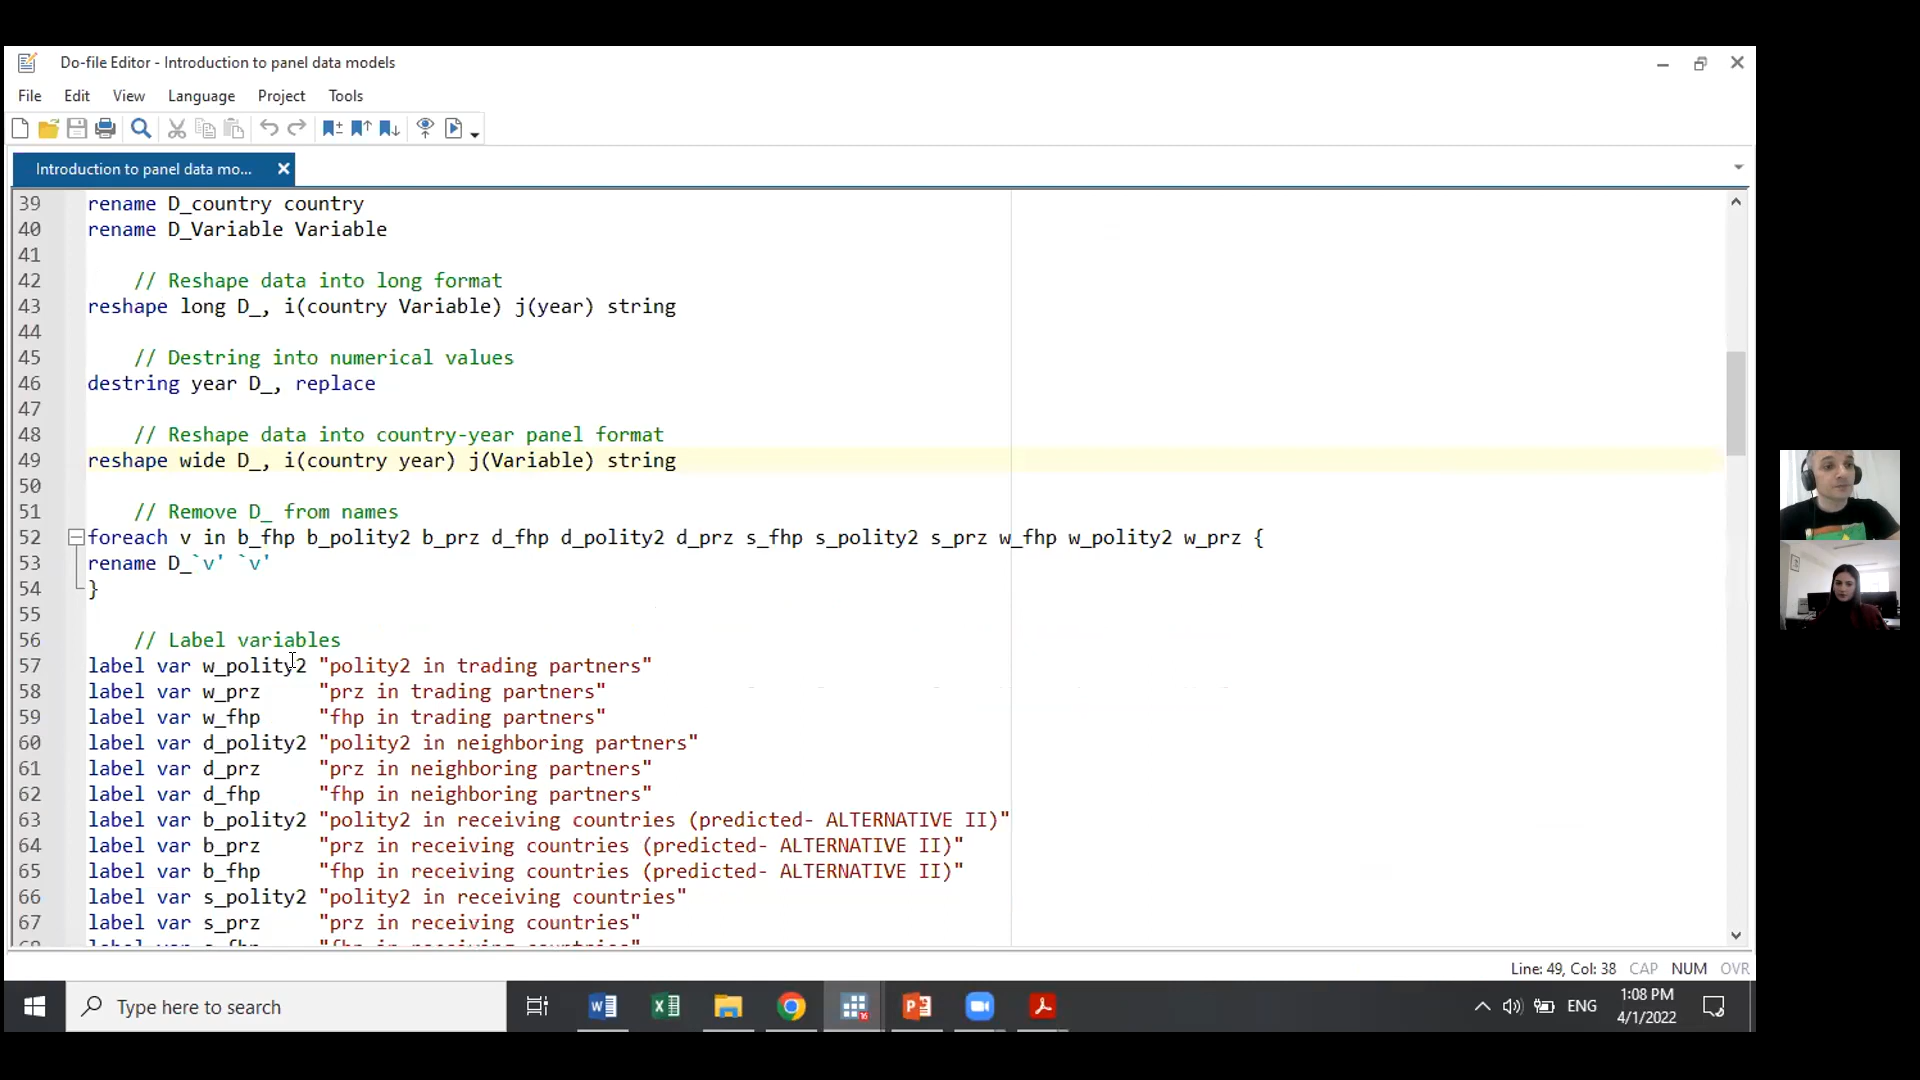 Do-file Editor - Introduction to panel data models
File Edit View Language Project Tools
Introduction to panel data mo...
39 rename D_country country
40 rename D_Variable Variable
41
42 // Reshape data into long format
43 reshape long D_, i(country Variable) j(year) string
44
45 // Destring into numerical values
46 destring year D_, replace
47
48 // Reshape data into country-year panel format
49 reshape wide D_, i(country year) j(Variable) string
50
51 // Remove D_ from names
52 foreach v in b_fhp b_polity2 b_prz d_fhp d_polity2 d_prz s_fhp s_polity2 s_prz w_fhp w_polity2 w_prz {
53 rename D_`v' `v'
54 }
55
56 // Label variables
57 label var w_polity2 "polity2 in trading partners"
58 label var w_prz "prz in trading partners"
59 label var w_fhp "fhp in trading partners"
60 label var d_polity2 "polity2 in neighboring partners"
61 label var d_prz "prz in neighboring partners"
62 label var d_fhp "fhp in neighboring partners"
63 label var b_polity2 "polity2 in receiving countries (predicted- ALTERNATIVE II)"
64 label var b_prz "prz in receiving countries (predicted- ALTERNATIVE II)"
65 label var b_fhp "fhp in receiving countries (predicted- ALTERNATIVE II)"
66 label var s_polity2 "polity2 in receiving countries"
67 label var s_prz "prz in receiving countries"
68 label var s_fhp "fhp in receiving countries"
Line: 49, Col: 38 CAP NUM OVR
Type here to search
16
ENG
1:08 PM
4/1/2022